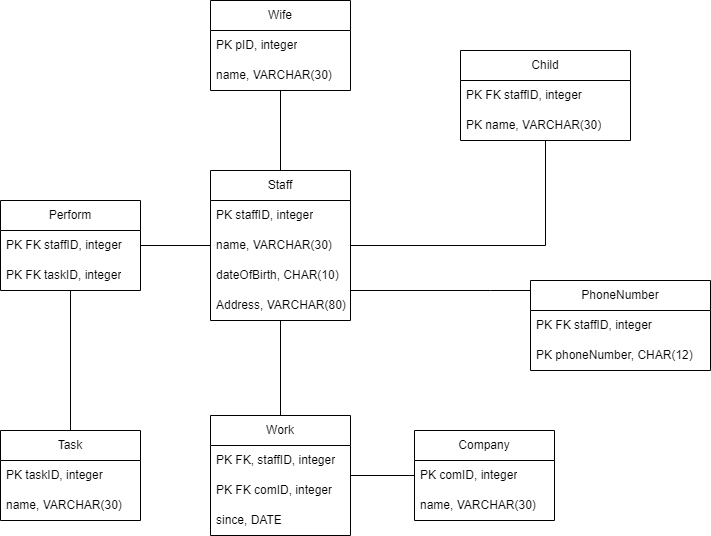 Wife
PK pID, integer
name, VARCHAR(30)
Child
PK FK staffID, integer
PK name, VARCHAR(30)
Staff
PK staffID, integer
name, VARCHAR(30)
dateOfBirth, CHAR(10)
Address, VARCHAR(80)
Perform
PK FK staffID, integer
PK FK taskID, integer
PhoneNumber
PK FK staffID, integer
PK phoneNumber, CHAR(12)
Task
PK taskID, integer
name, VARCHAR(30)
Work
PK FK, staffID, integer
PK FK comID, integer
since, DATE
Company
PK comID, integer
name, VARCHAR(30)